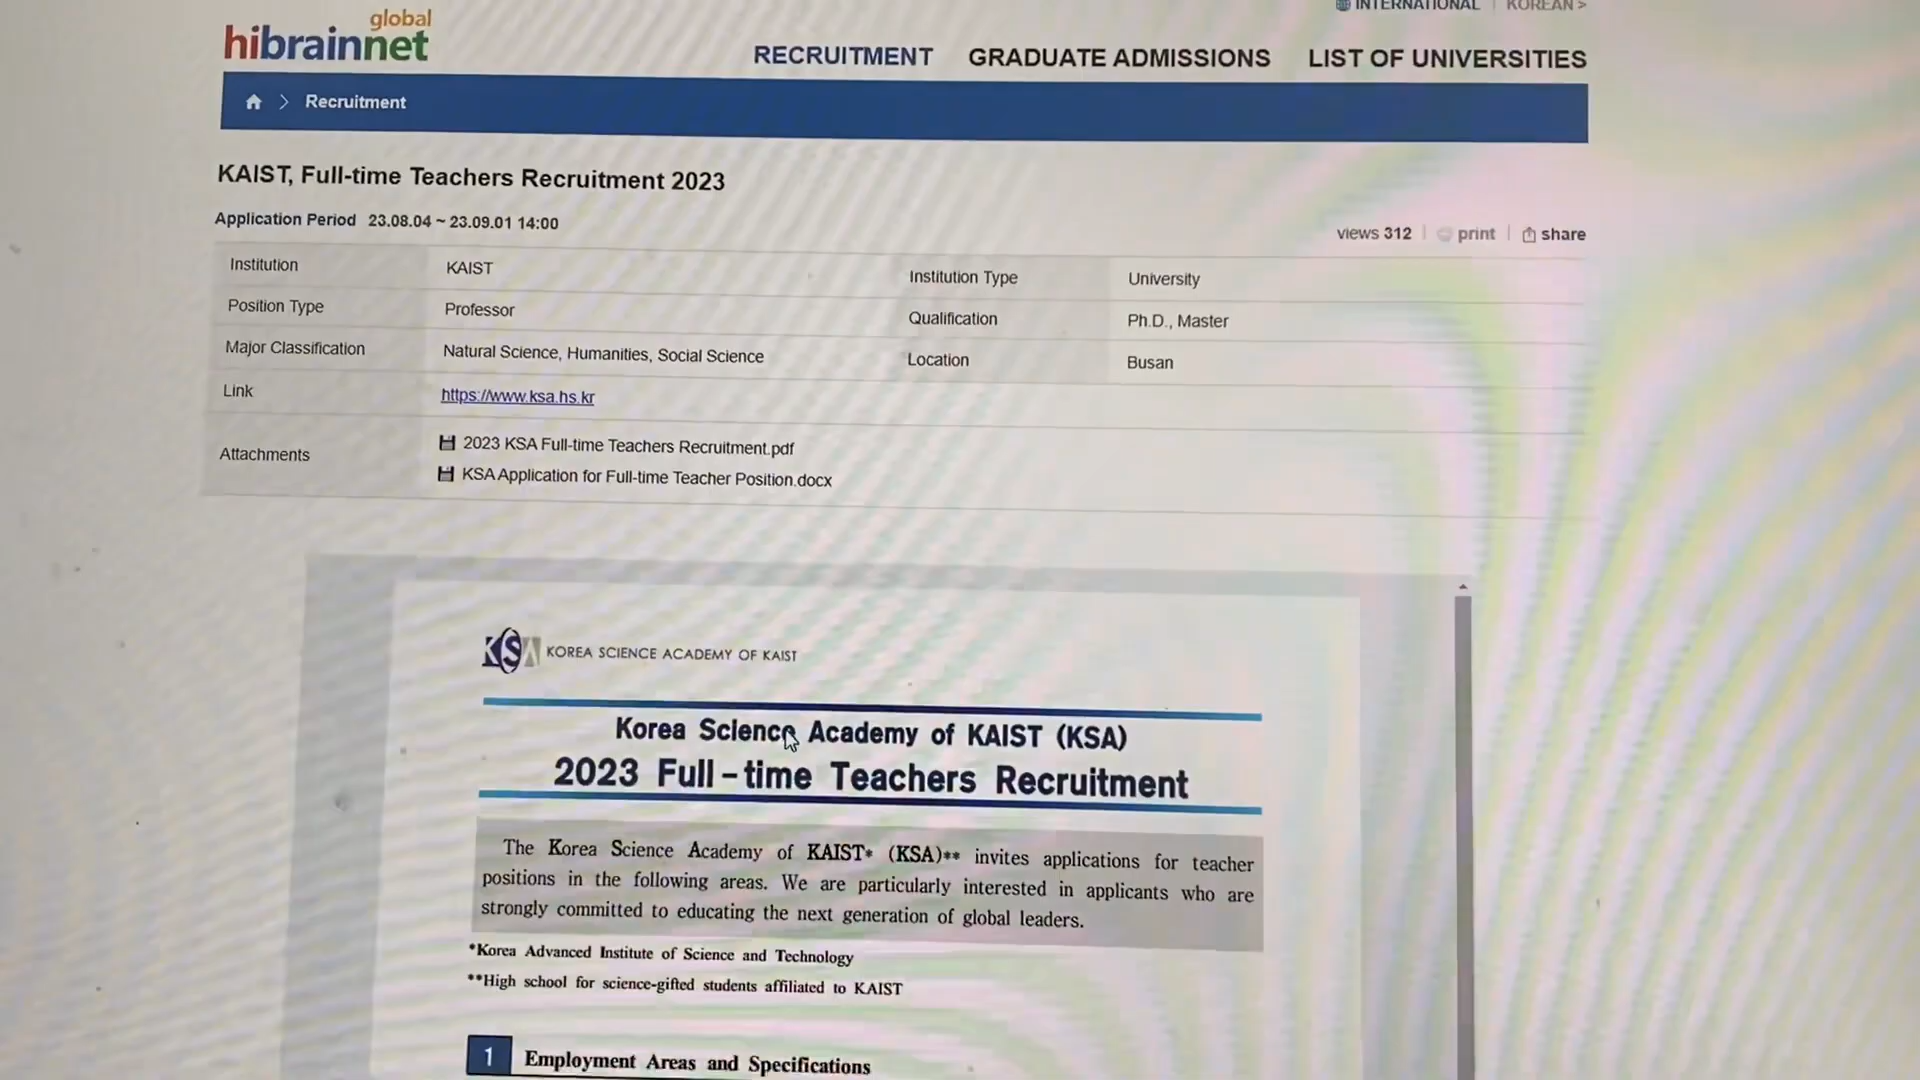 INTERNATIONAL | KOREAN >
global
hibrainnet
RECRUITMENT GRADUATE ADMISSIONS LIST OF UNIVERSITIES
> Recruitment
KAIST, Full-time Teachers Recruitment 2023
Application Period 23.08.04 ~ 23.09.01 14:00
views 312 | print | share
Institution KAIST Institution Type University
Position Type Professor Qualification Ph.D., Master
Major Classification Natural Science, Humanities, Social Science Location Busan
Link https://www.ksa.hs.kr
Attachments
2023 KSA Full-time Teachers Recruitment.pdf
KSA Application for Full-time Teacher Position.docx
KSA KOREA SCIENCE ACADEMY OF KAIST
Korea Science Academy of KAIST (KSA)
2023 Full-time Teachers Recruitment
The Korea Science Academy of KAIST* (KSA)** invites applications for teacher
positions in the following areas. We are particularly interested in applicants who are
strongly committed to educating the next generation of global leaders.
*Korea Advanced Institute of Science and Technology
**High school for science-gifted students affiliated to KAIST
1 Employment Areas and Specifications